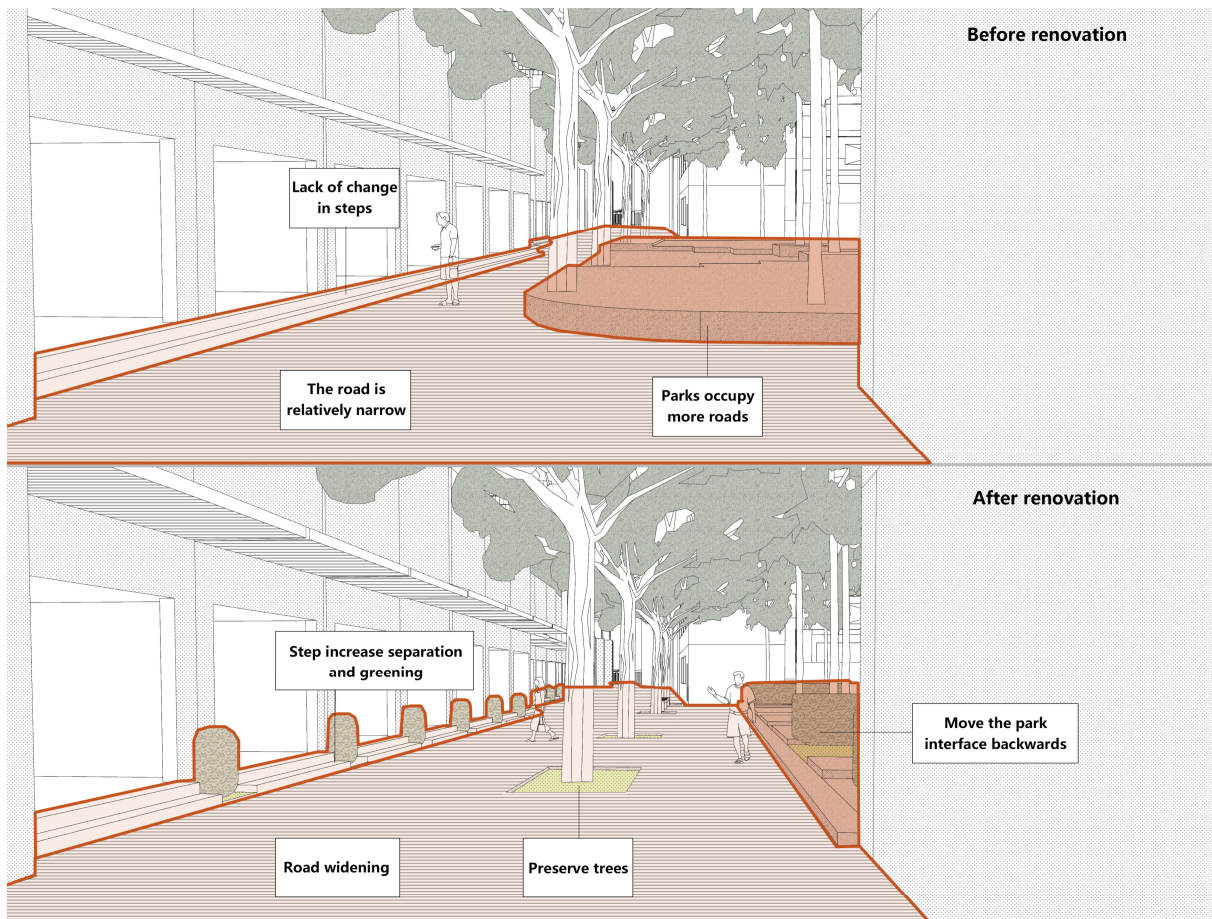 Before renovation
Lack of change
in steps
The road is
relatively narrow
Parks occupy
more roads
After renovation
Step increase separation
and greening
Move the park
interface backwards
Road widening
Preserve trees